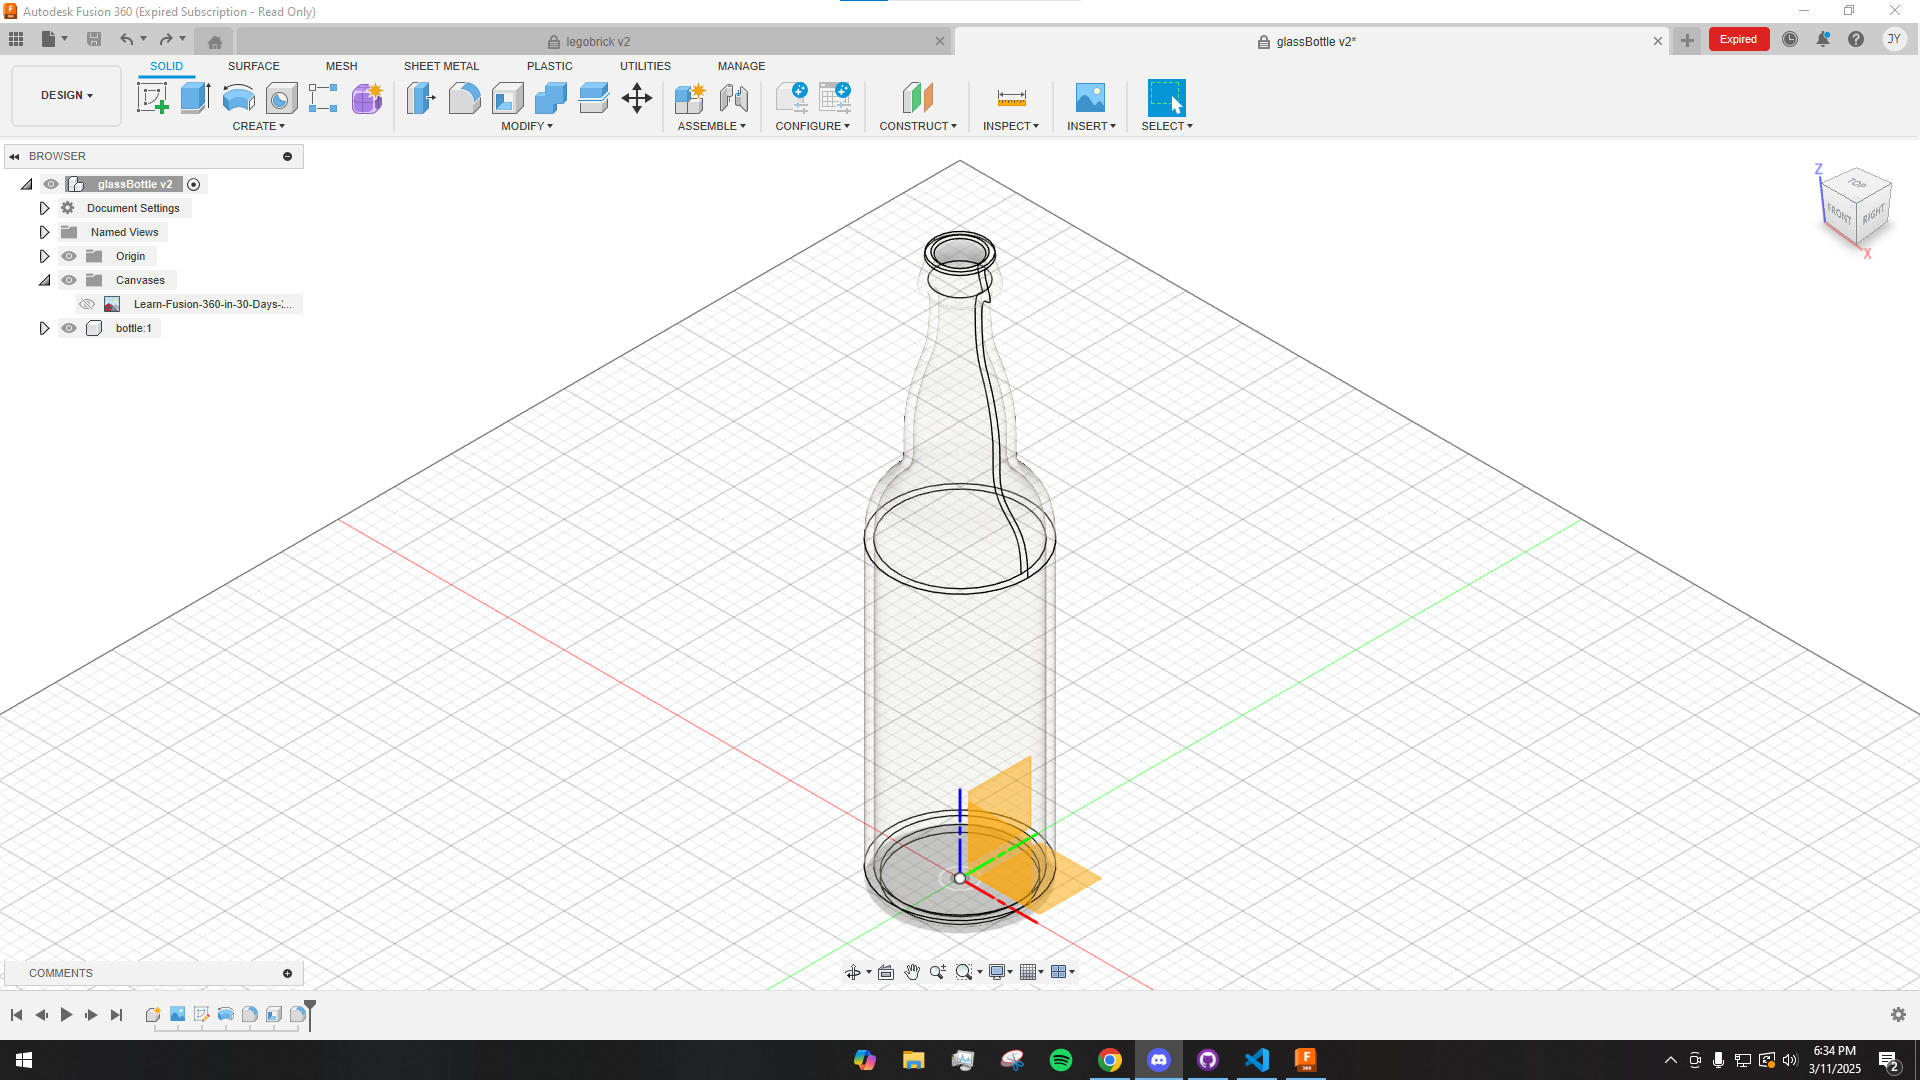 Autodesk Fusion 360 (Expired Subscription - Read Only)
legobrick v2
glassBottle v2*
Expired
JY
DESIGN
SOLID SURFACE MESH SHEET METAL PLASTIC UTILITIES MANAGE
CREATE MODIFY ASSEMBLE CONFIGURE CONSTRUCT INSPECT INSERT SELECT
BROWSER
glassBottle v2
Document Settings
Named Views
Origin
Canvases
Learn-Fusion-360-in-30-Days-:...
bottle:1
Z
TOP
FRONT
RIGHT
X
COMMENTS
F
360
6:34 PM
3/11/2025
2